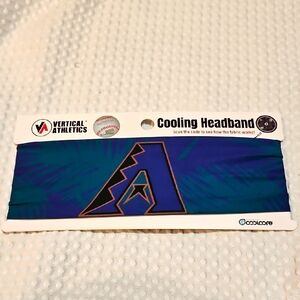 VERTICAL
ATHLETICS
Cooling Headband
Scan the code to see how this fabric works!
COOLCORE